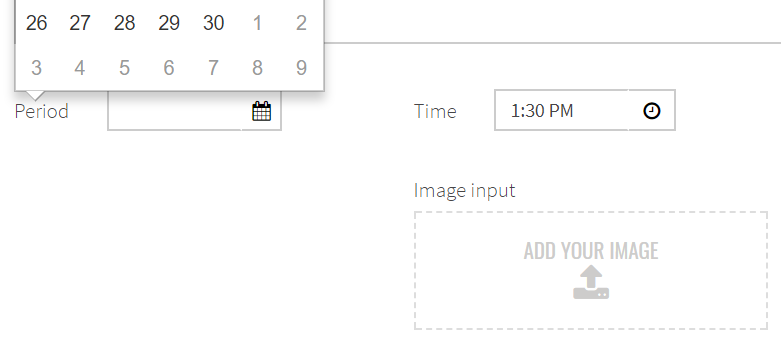 26 27 28 29 30 1 2
3 4 5 6 7 8 9
Period
Time 1:30 PM
Image input
ADD YOUR IMAGE